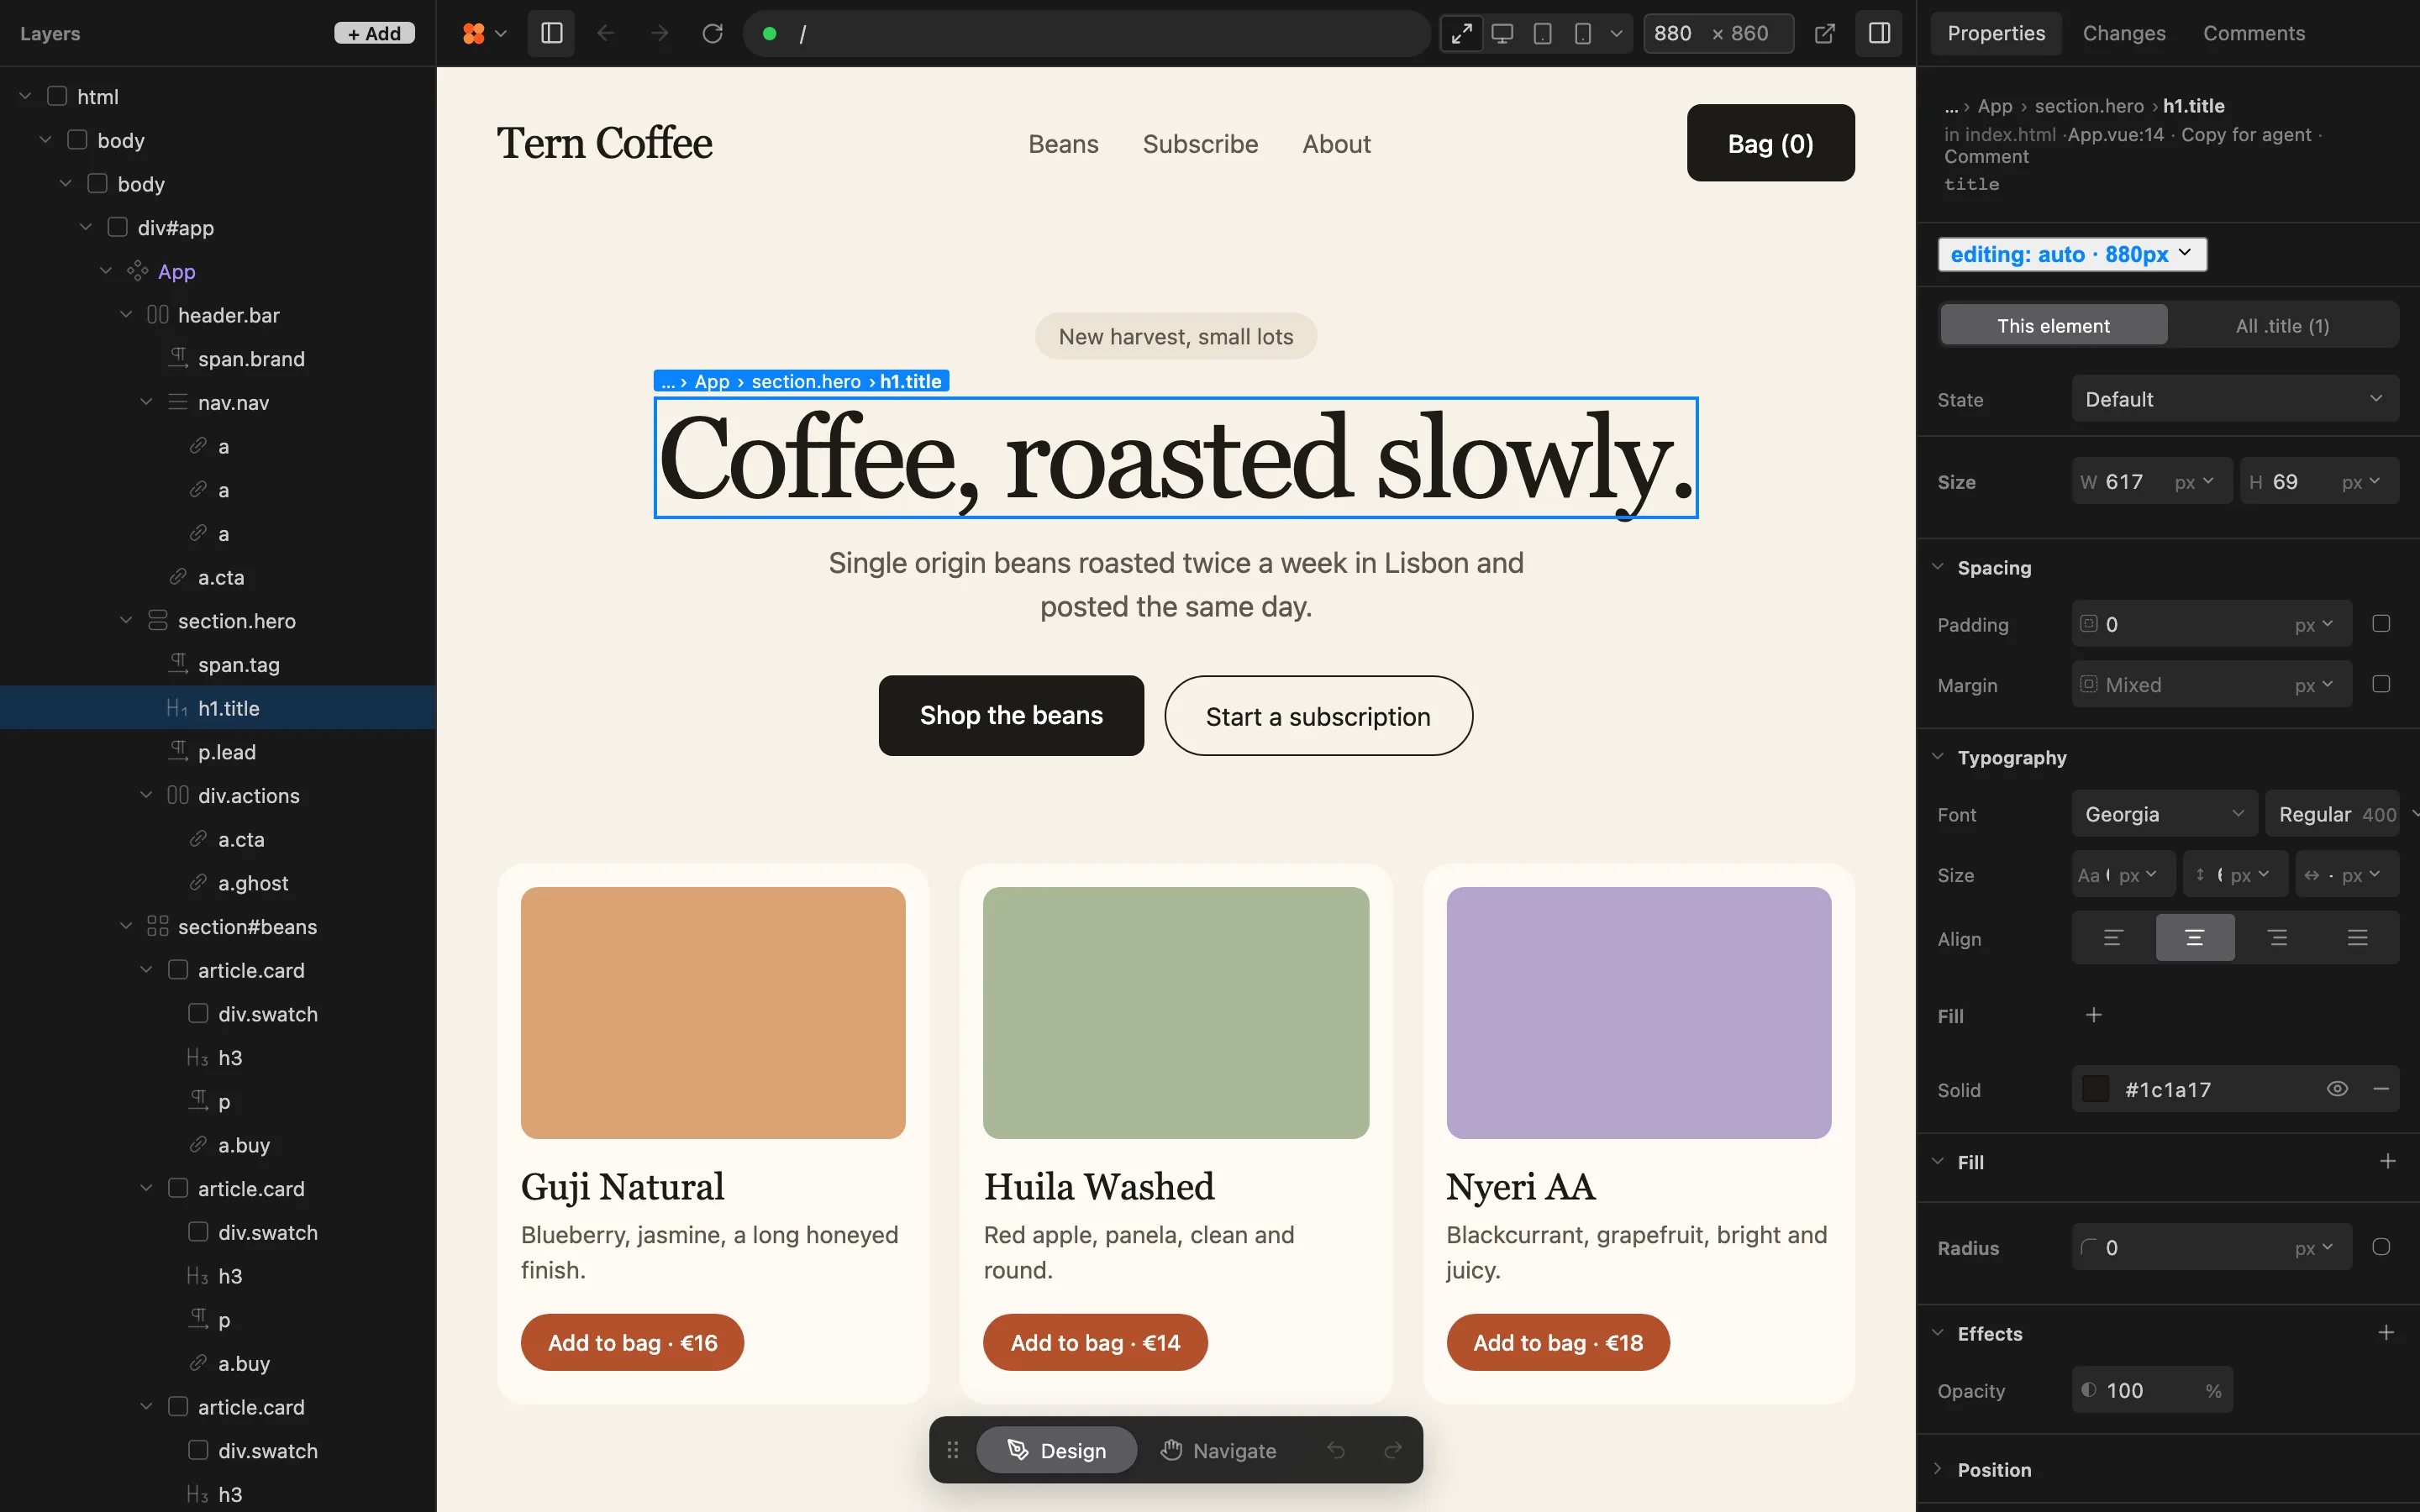 Layers
+ Add
/
880 × 860
Properties Changes Comments
html
body
body
div#app
App
header.bar
span.brand
nav.nav
a
a
a
a.cta
section.hero
span.tag
h1.title
p.lead
div.actions
a.cta
a.ghost
section#beans
article.card
div.swatch
h3
p
a.buy
article.card
div.swatch
h3
p
a.buy
article.card
div.swatch
h3
Tern Coffee
Beans Subscribe About
Bag (0)
New harvest, small lots
... › App › section.hero › h1.title
Coffee, roasted slowly.
Single origin beans roasted twice a week in Lisbon and
posted the same day.
Shop the beans
Start a subscription
Guji Natural
Blueberry, jasmine, a long honeyed
finish.
Add to bag · €16
Huila Washed
Red apple, panela, clean and
round.
Add to bag · €14
Nyeri AA
Blackcurrant, grapefruit, bright and
juicy.
Add to bag · €18
Design Navigate
... › App › section.hero › h1.title
in index.html · App.vue:14 · Copy for agent ·
Comment
title
editing: auto · 880px
This element All .title (1)
State Default
Size W 617 px H 69 px
Spacing
Padding 0 px
Margin Mixed px
Typography
Font Georgia Regular 400
Size Aa px px px
Align
Fill
Solid #1c1a17
Fill
Radius 0 px
Effects
Opacity 100 %
Position